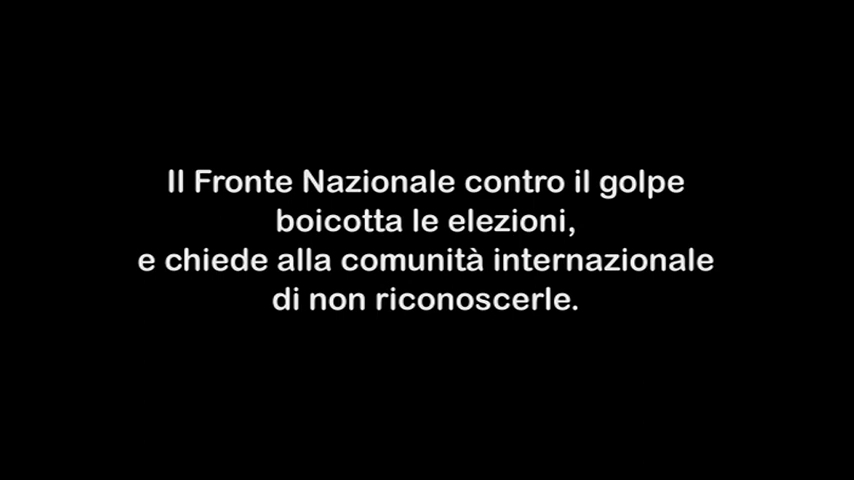 Il Fronte Nazionale contro il golpe
boicotta le elezioni,
e chiede alla comunità internazionale
di non riconoscerle.